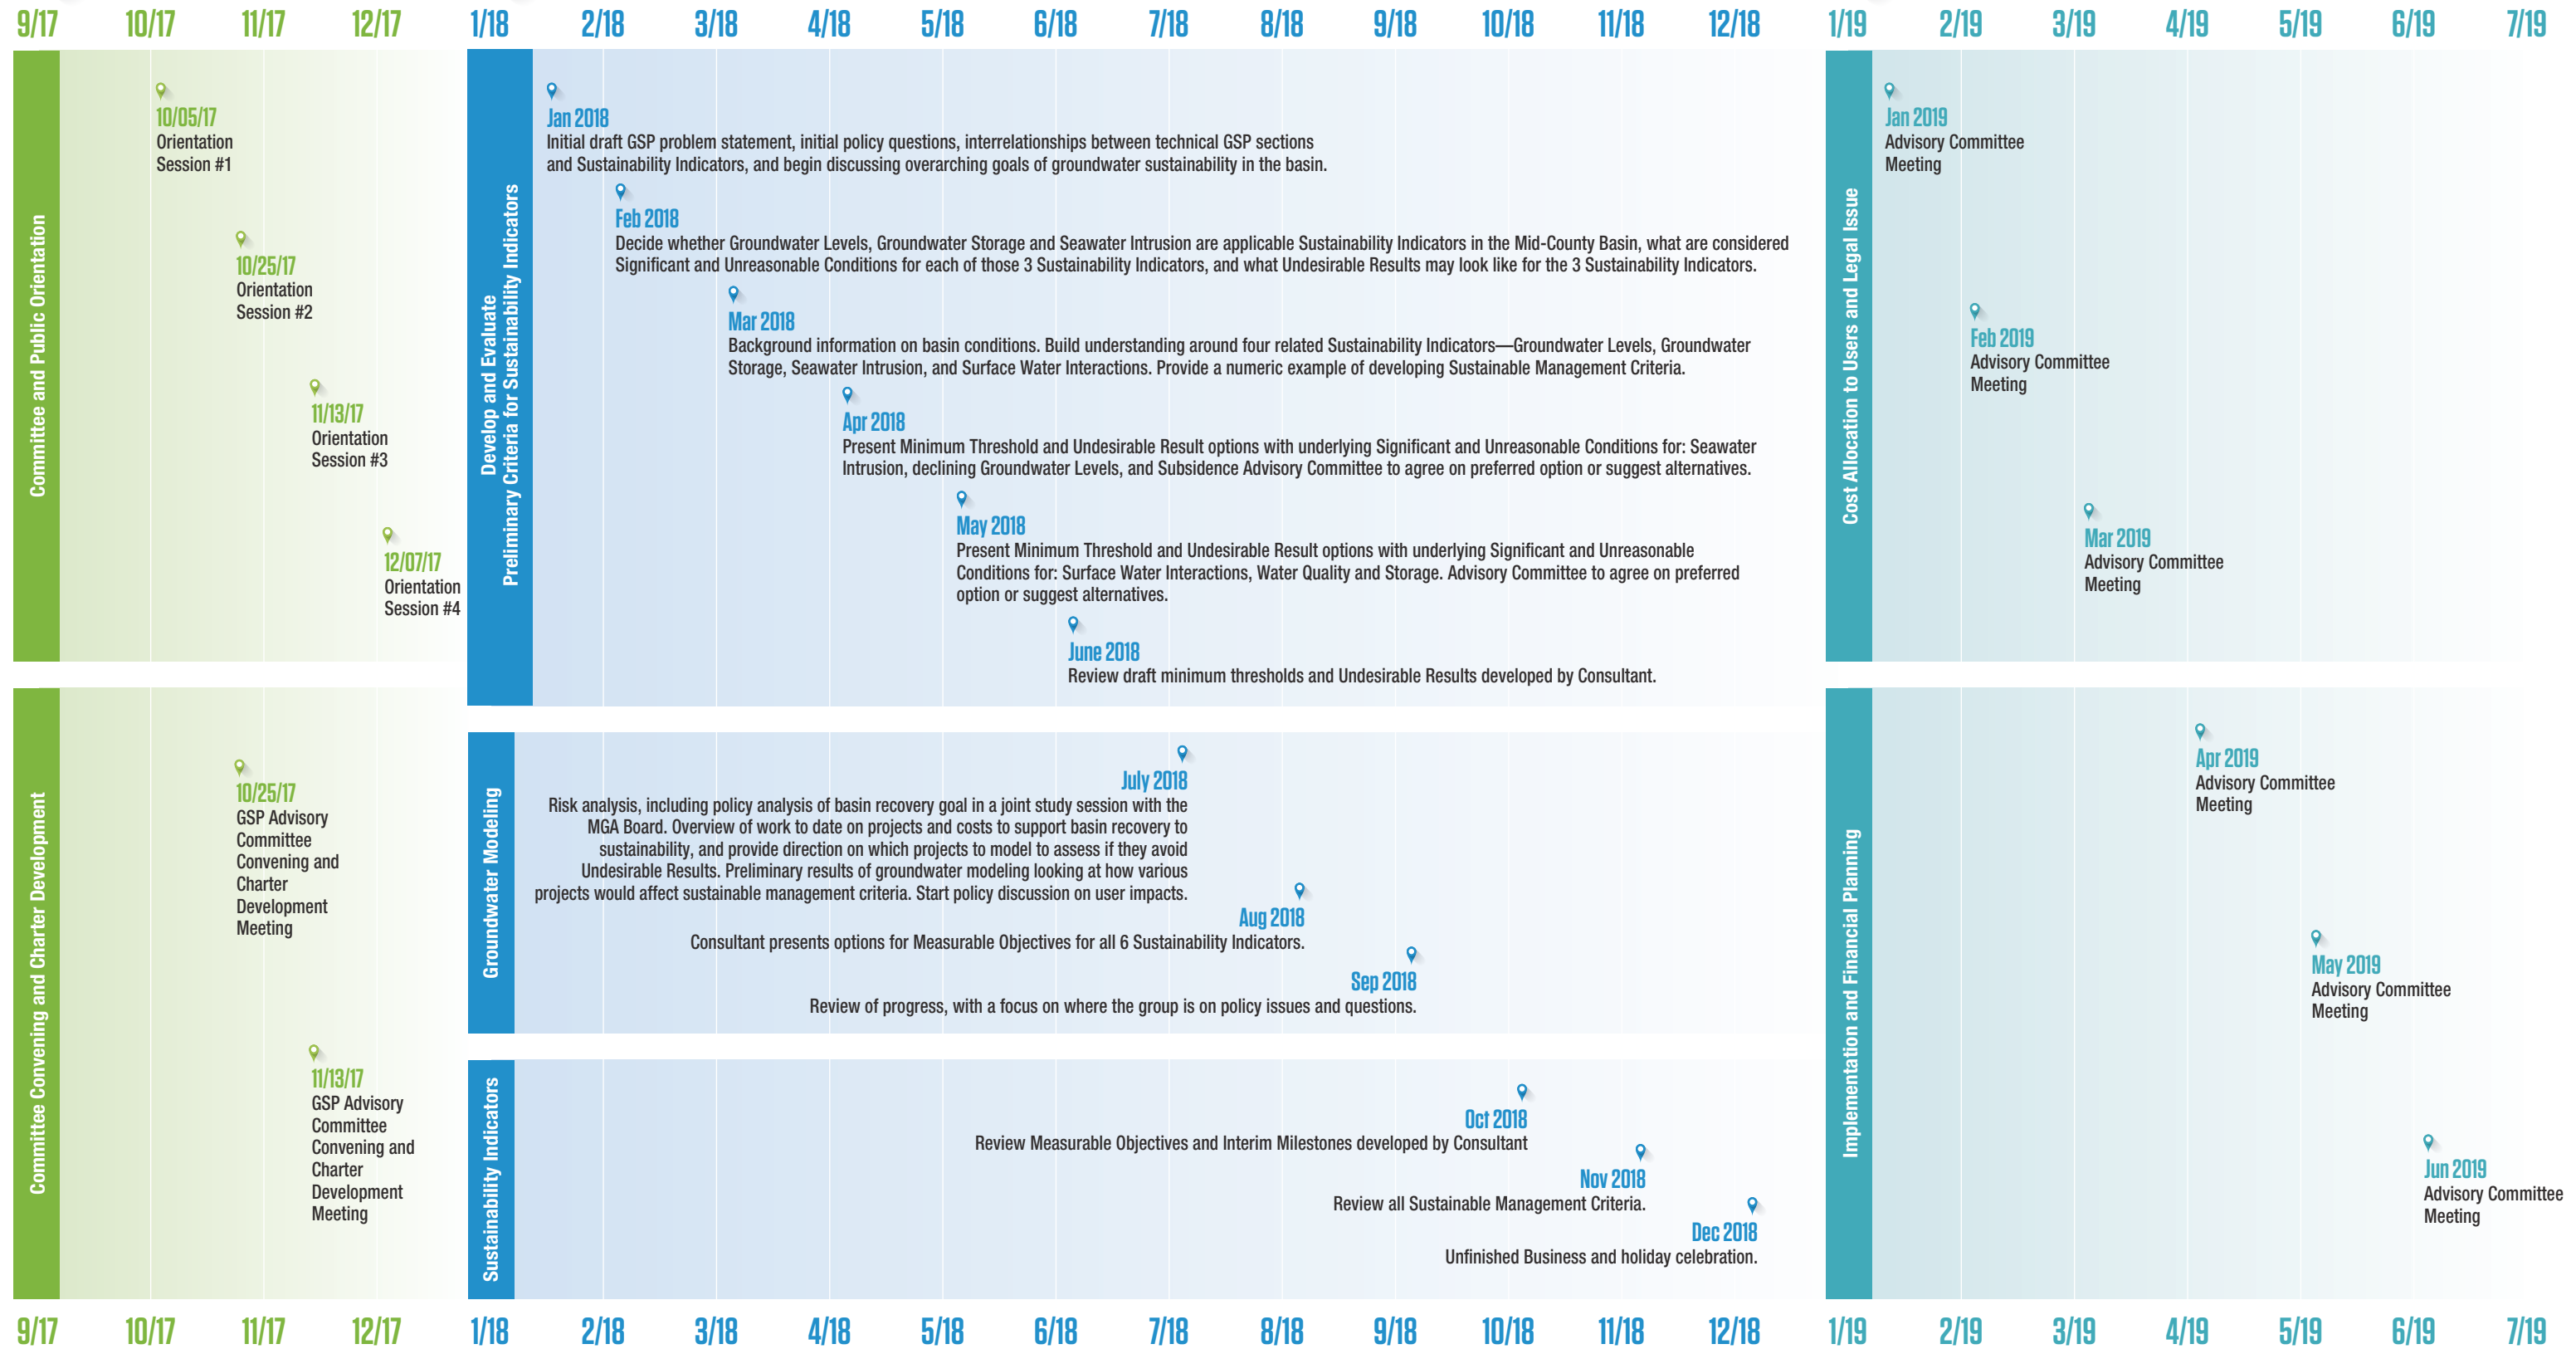 9/17 10/17 11/17 12/17 1/18 2/18 3/18 4/18 5/18 6/18 7/18 8/18 9/18 10/18 11/18 12/18 1/19 2/19 3/19 4/19 5/19 6/19 7/19
Committee and Public Orientation
10/05/17
Orientation
Session #1
10/25/17
Orientation
Session #2
11/13/17
Orientation
Session #3
12/07/17
Orientation
Session #4
Committee Convening and Charter Development
10/25/17
GSP Advisory
Committee
Convening and
Charter
Development
Meeting
11/13/17
GSP Advisory
Committee
Convening and
Charter
Development
Meeting
Develop and Evaluate
Preliminary Criteria for Sustainability Indicators
Jan 2018
Initial draft GSP problem statement, initial policy questions, interrelationships between technical GSP sections
and Sustainability Indicators, and begin discussing overarching goals of groundwater sustainability in the basin.
Feb 2018
Decide whether Groundwater Levels, Groundwater Storage and Seawater Intrusion are applicable Sustainability Indicators in the Mid-County Basin, what are considered
Significant and Unreasonable Conditions for each of those 3 Sustainability Indicators, and what Undesirable Results may look like for the 3 Sustainability Indicators.
Mar 2018
Background information on basin conditions. Build understanding around four related Sustainability Indicators—Groundwater Levels, Groundwater
Storage, Seawater Intrusion, and Surface Water Interactions. Provide a numeric example of developing Sustainable Management Criteria.
Apr 2018
Present Minimum Threshold and Undesirable Result options with underlying Significant and Unreasonable Conditions for: Seawater
Intrusion, declining Groundwater Levels, and Subsidence Advisory Committee to agree on preferred option or suggest alternatives.
May 2018
Present Minimum Threshold and Undesirable Result options with underlying Significant and Unreasonable
Conditions for: Surface Water Interactions, Water Quality and Storage. Advisory Committee to agree on preferred
option or suggest alternatives.
June 2018
Review draft minimum thresholds and Undesirable Results developed by Consultant.
Groundwater Modeling
July 2018
Risk analysis, including policy analysis of basin recovery goal in a joint study session with the
MGA Board. Overview of work to date on projects and costs to support basin recovery to
sustainability, and provide direction on which projects to model to assess if they avoid
Undesirable Results. Preliminary results of groundwater modeling looking at how various
projects would affect sustainable management criteria. Start policy discussion on user impacts.
Aug 2018
Consultant presents options for Measurable Objectives for all 6 Sustainability Indicators.
Sep 2018
Review of progress, with a focus on where the group is on policy issues and questions.
Sustainability Indicators
Oct 2018
Review Measurable Objectives and Interim Milestones developed by Consultant
Nov 2018
Review all Sustainable Management Criteria.
Dec 2018
Unfinished Business and holiday celebration.
Cost Allocation to Users and Legal Issue
Jan 2019
Advisory Committee
Meeting
Feb 2019
Advisory Committee
Meeting
Mar 2019
Advisory Committee
Meeting
Implementation and Financial Planning
Apr 2019
Advisory Committee
Meeting
May 2019
Advisory Committee
Meeting
Jun 2019
Advisory Committee
Meeting
9/17 10/17 11/17 12/17 1/18 2/18 3/18 4/18 5/18 6/18 7/18 8/18 9/18 10/18 11/18 12/18 1/19 2/19 3/19 4/19 5/19 6/19 7/19